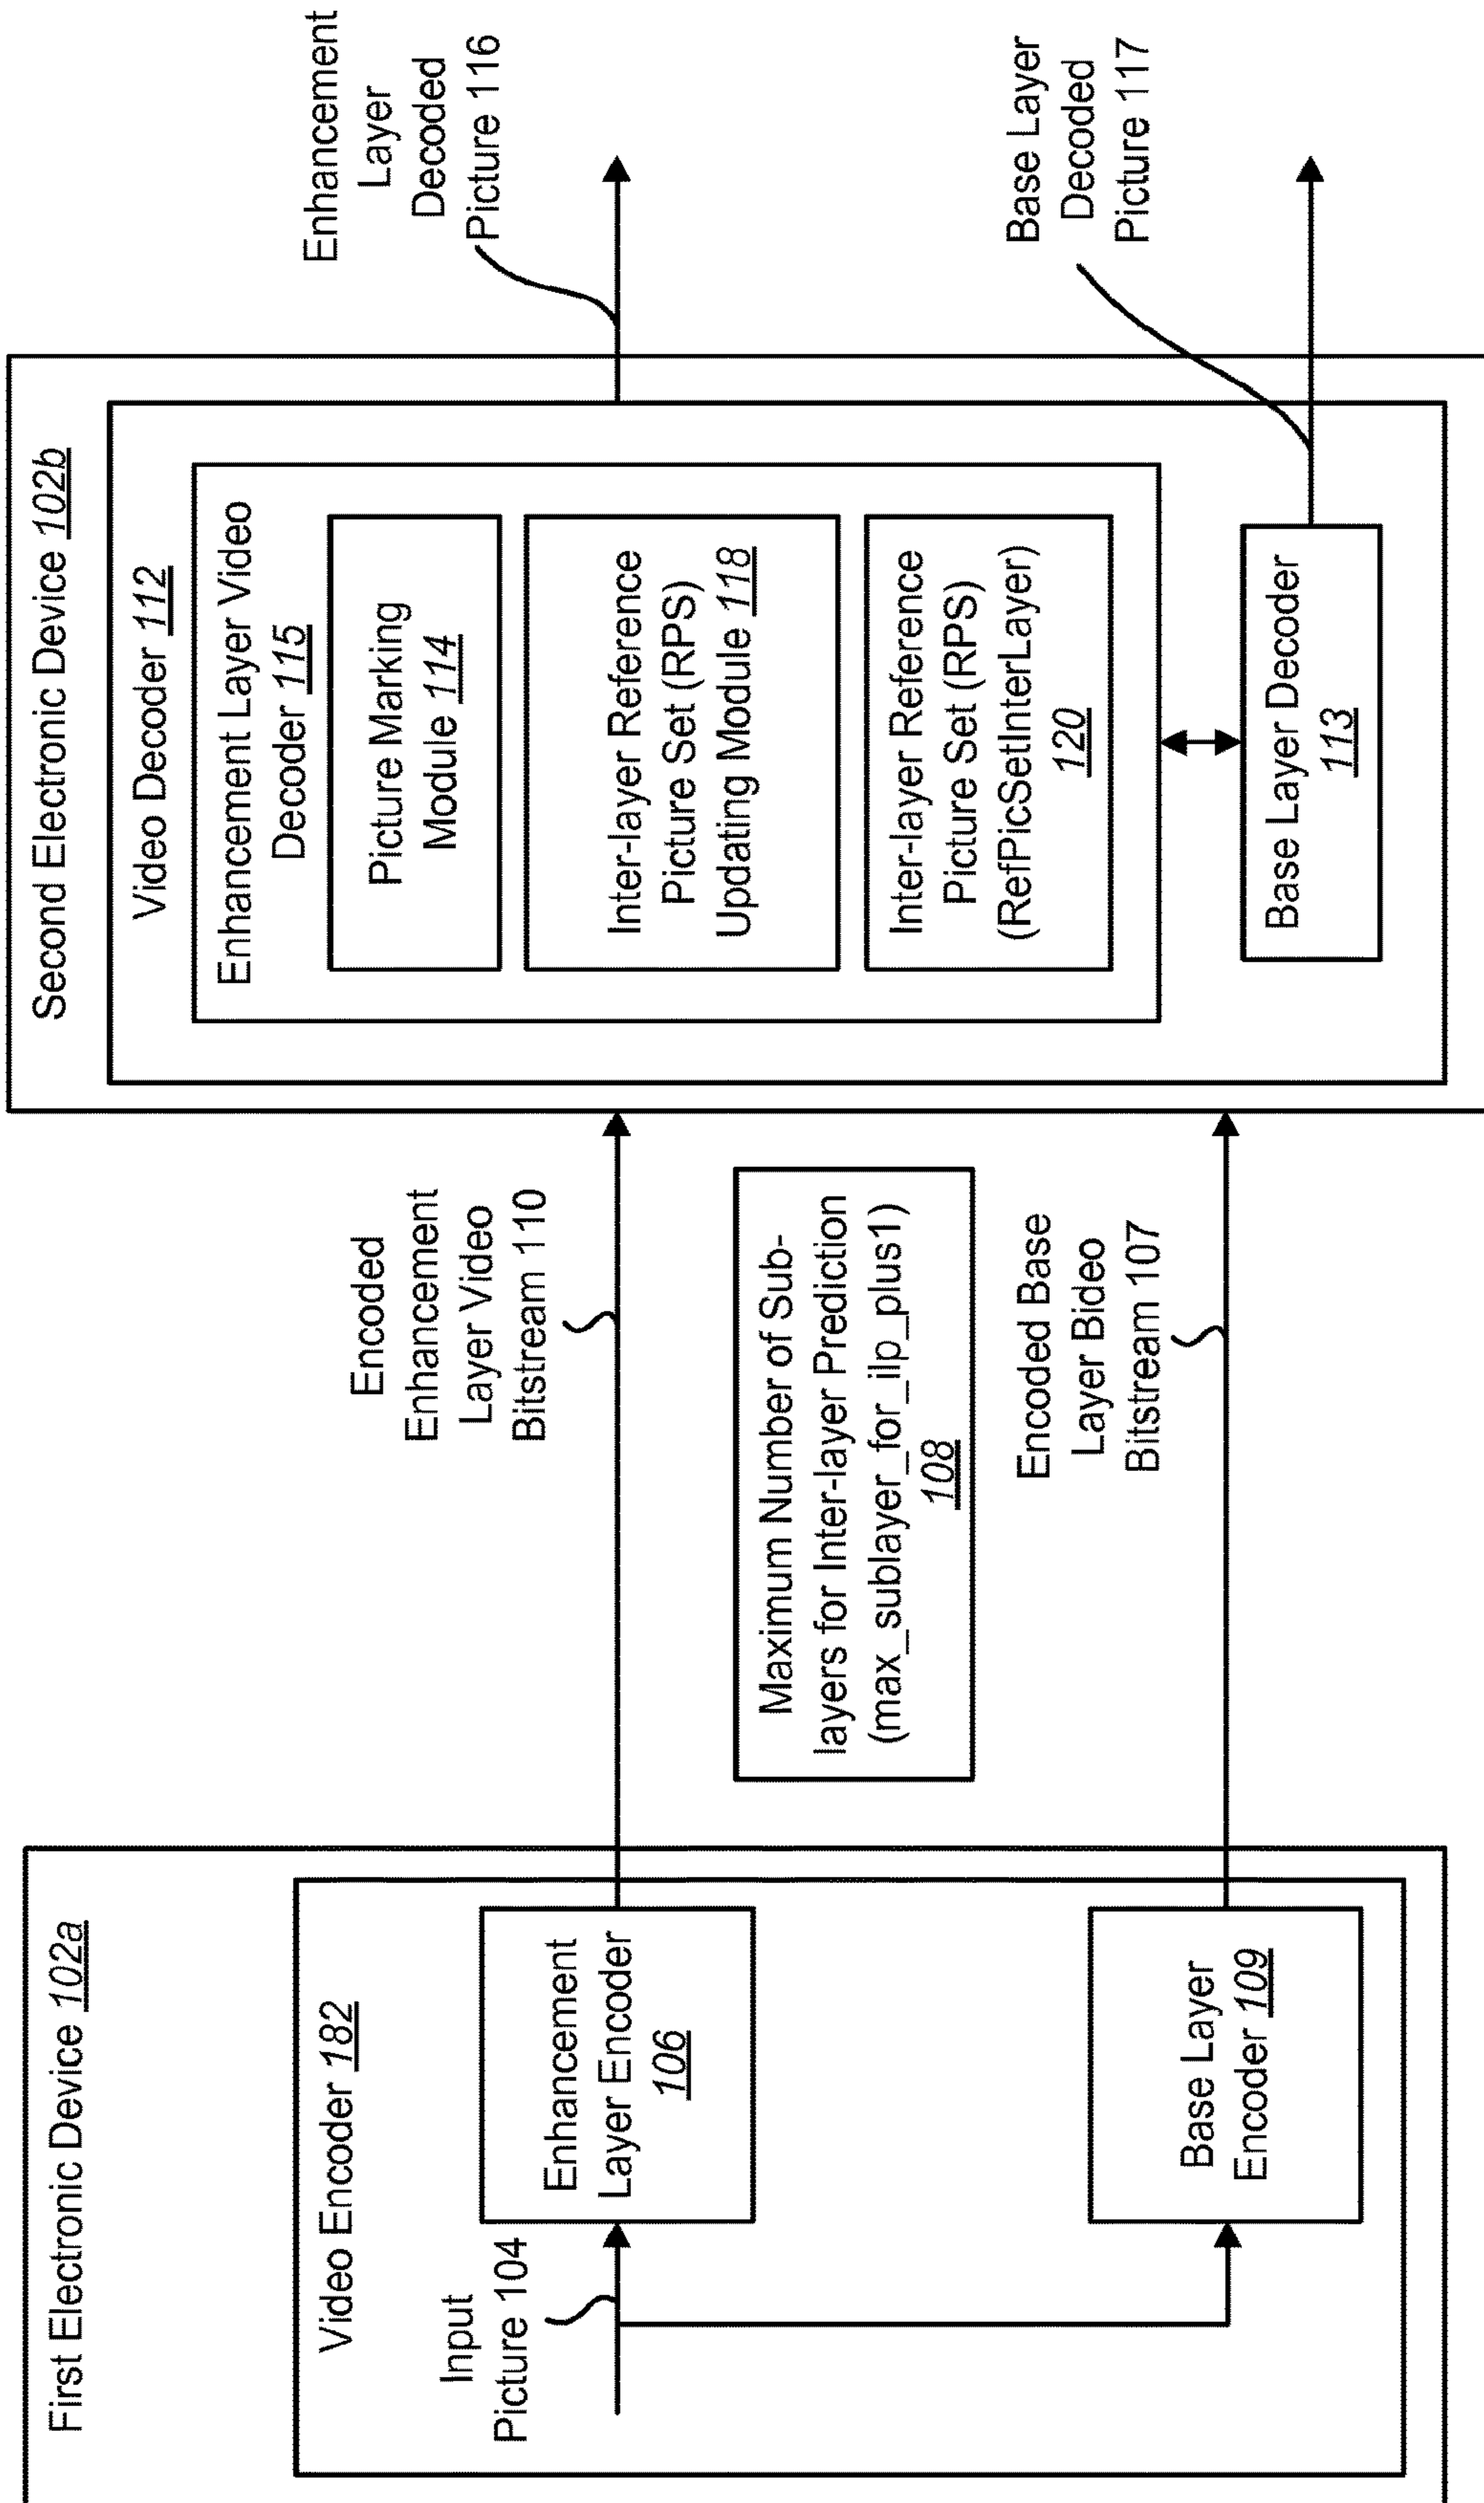 First Electronic Device 102a
Video Encoder 182
Input
Picture 104
Enhancement
Layer Encoder
106
Base Layer
Encoder 109
Encoded
Enhancement
Layer Video
Bitstream 110
Maximum Number of Sub-
layers for Inter-layer Prediction
(max_sublayer_for_ilp_plus1)
108
Encoded Base
Layer Bideo
Bitstream 107
Second Electronic Device 102b
Video Decoder 112
Enhancement Layer Video
Decoder 115
Picture Marking
Module 114
Inter-layer Reference
Picture Set (RPS)
Updating Module 118
Inter-layer Reference
Picture Set (RPS)
(RefPicSetInterLayer)
120
Base Layer Decoder
113
Enhancement
Layer
Decoded
Picture 116
Base Layer
Decoded
Picture 117